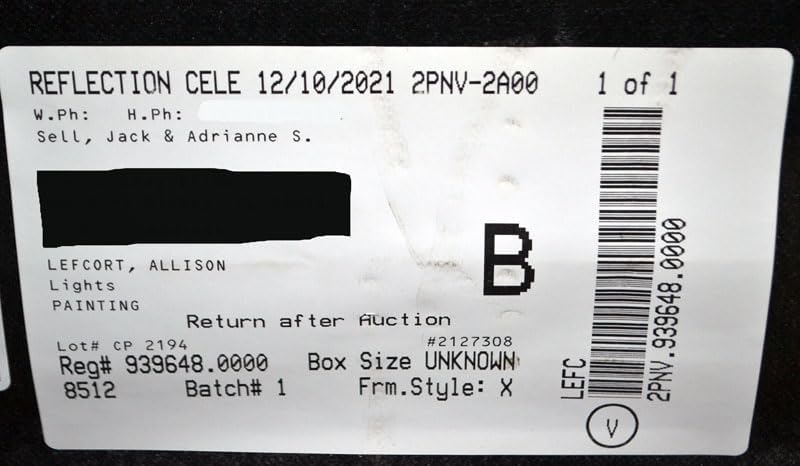 REFLECTION CELE 12/10/2021 2PNV-2A00 1 of 1
W.Ph: H.Ph:
Sell, Jack & Adrianne S.
LEFCORT, ALLISON
Lights
PAINTING
B
Return after Auction
Lot# CP 2194 #2127308
Reg# 939648.0000 Box Size UNKNOWN
8512 Batch# 1 Frm.Style: X
LEFC
2PNV.939648.0000
V